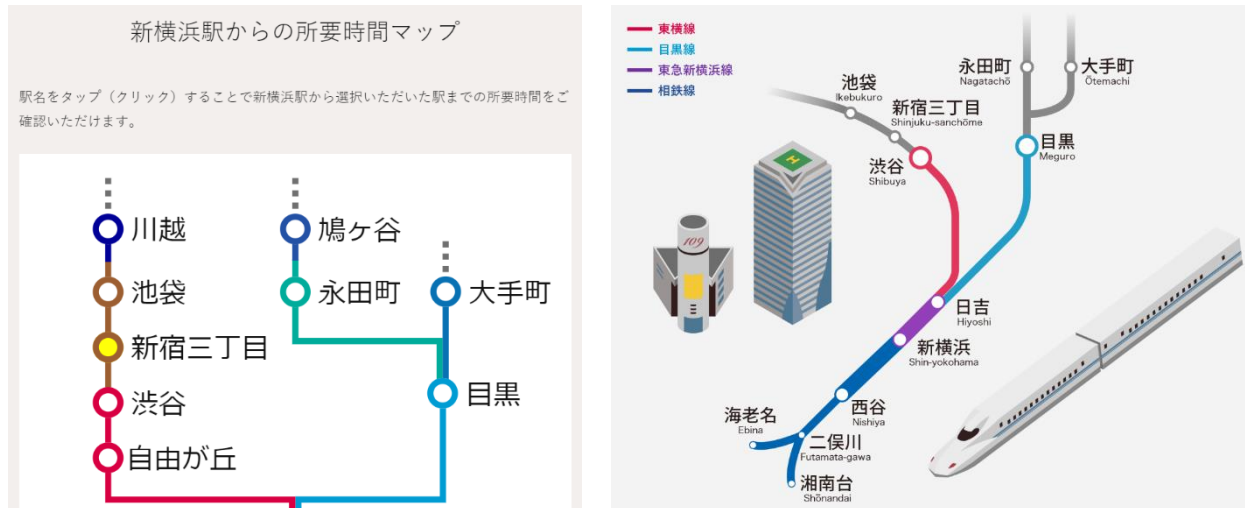 新横浜駅からの所要時間マップ
駅名をタップ（クリック）することで新横浜駅から選択いただいた駅までの所要時間をご
確認いただけます。
川越
鳩ヶ谷
池袋
永田町
大手町
新宿三丁目
渋谷
目黒
自由が丘
東横線
目黒線
東急新横浜線
相鉄線
永田町
Nagatachō
大手町
Ōtemachi
池袋
Ikebukuro
新宿三丁目
Shinjuku-sanchōme
渋谷
Shibuya
目黒
Meguro
H
109
日吉
Hiyoshi
新横浜
Shin-yokohama
西谷
Nishiya
海老名
Ebina
二俣川
Futamata-gawa
湘南台
Shōnandai